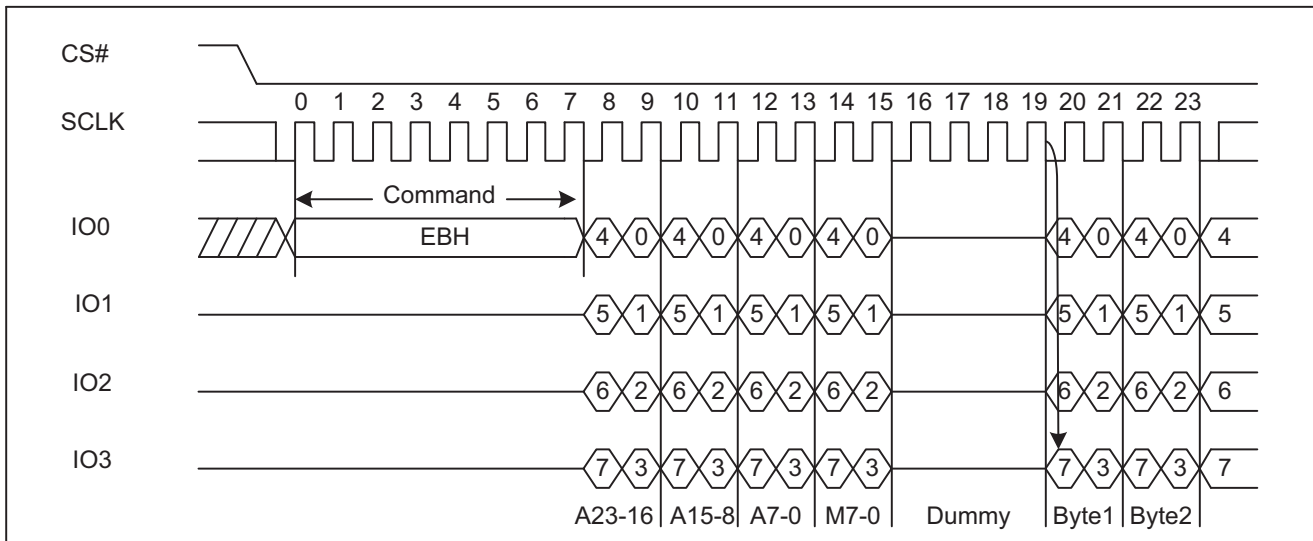 CS#
0 1 2 3 4 5 6 7 8 9 10 11 12 13 14 15 16 17 18 19 20 21 22 23
SCLK
Command
IO0 EBH 4 0 4 0 4 0 4 0 4 0 4 0 4
IO1 5 1 5 1 5 1 5 1 5 1 5 1 5
IO2 6 2 6 2 6 2 6 2 6 2 6 2 6
IO3 7 3 7 3 7 3 7 3 7 3 7 3 7
A23-16 A15-8 A7-0 M7-0 Dummy Byte1 Byte2